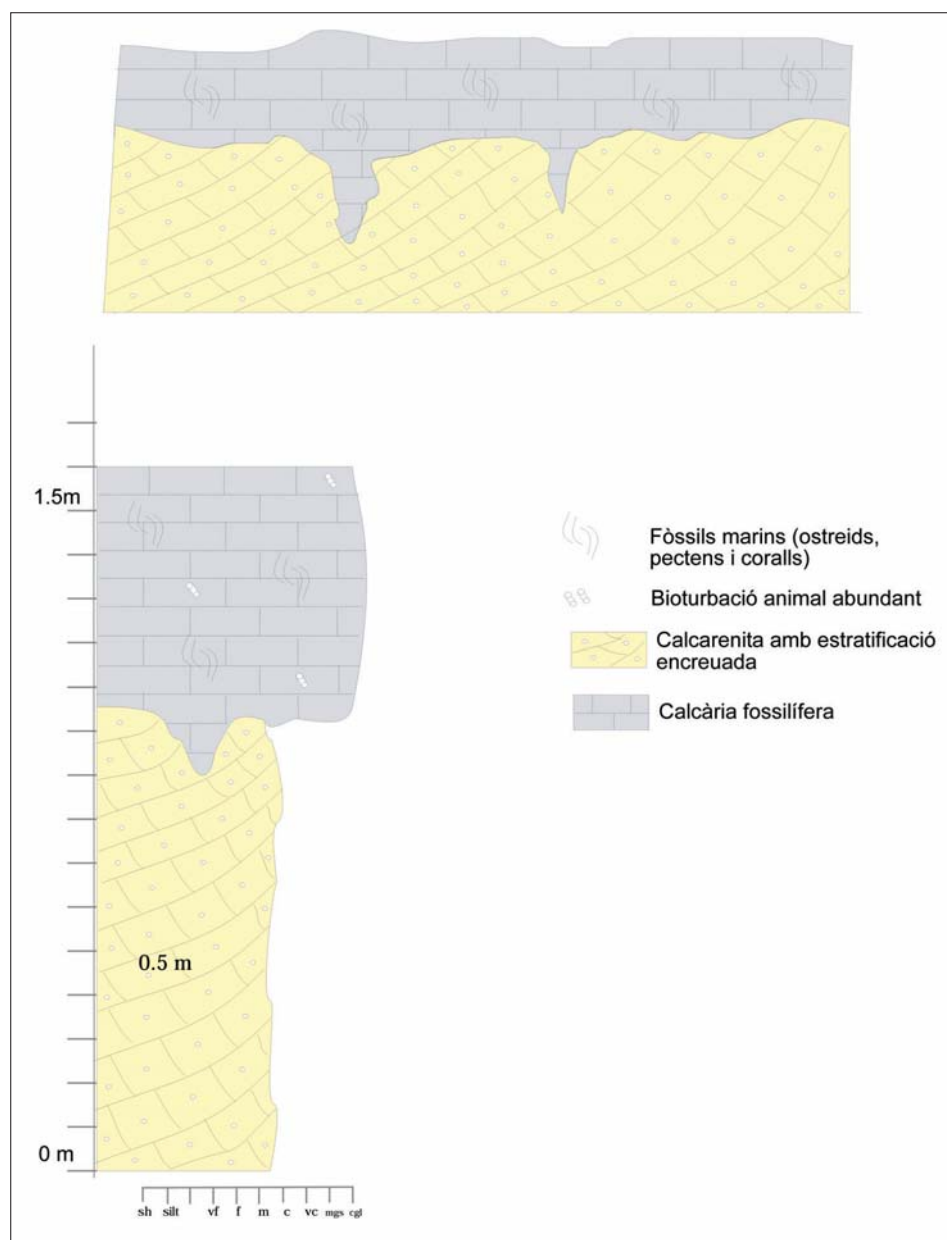 1.5m
Fòssils marins (ostreids,
pectens i coralls)
Bioturbació animal abundant
Calcarenita amb estratificació
encreuada
Calcària fossilífera
0.5 m
0 m
sh silt vf f m c vc mgs cgl